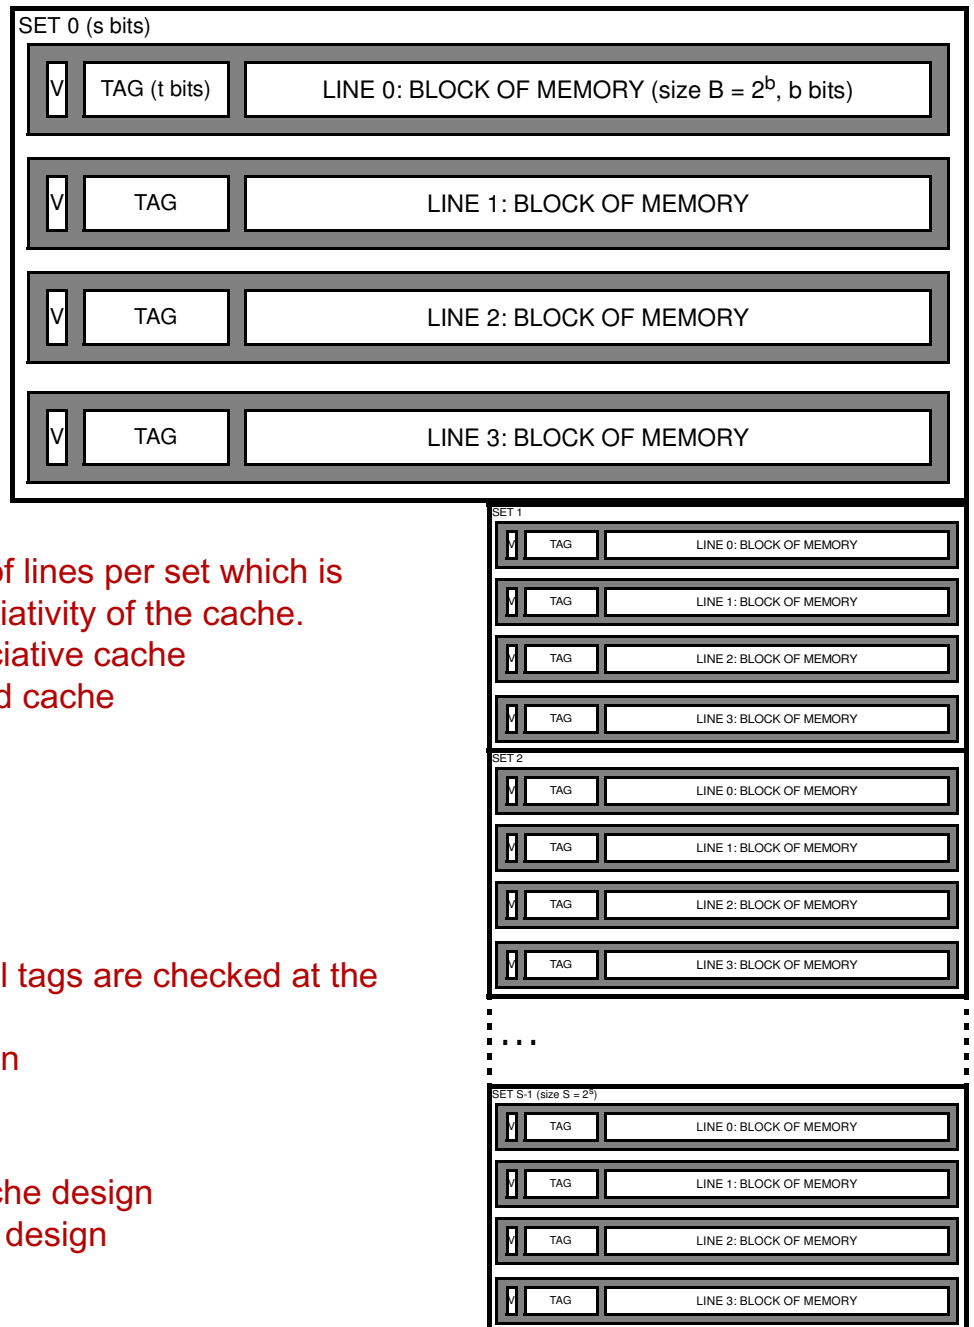 SET 0 (s bits)
V TAG (t bits) LINE 0: BLOCK OF MEMORY (size B = 2^b, b bits)
V TAG LINE 1: BLOCK OF MEMORY
V TAG LINE 2: BLOCK OF MEMORY
V TAG LINE 3: BLOCK OF MEMORY
of lines per set which is
iativity of the cache.
ciative cache
d cache
SET 1
V TAG LINE 0: BLOCK OF MEMORY
V TAG LINE 1: BLOCK OF MEMORY
V TAG LINE 2: BLOCK OF MEMORY
V TAG LINE 3: BLOCK OF MEMORY
SET 2
V TAG LINE 0: BLOCK OF MEMORY
V TAG LINE 1: BLOCK OF MEMORY
V TAG LINE 2: BLOCK OF MEMORY
V TAG LINE 3: BLOCK OF MEMORY
l tags are checked at the
n
...
che design
design
SET S-1 (size S = 2^s)
V TAG LINE 0: BLOCK OF MEMORY
V TAG LINE 1: BLOCK OF MEMORY
V TAG LINE 2: BLOCK OF MEMORY
V TAG LINE 3: BLOCK OF MEMORY